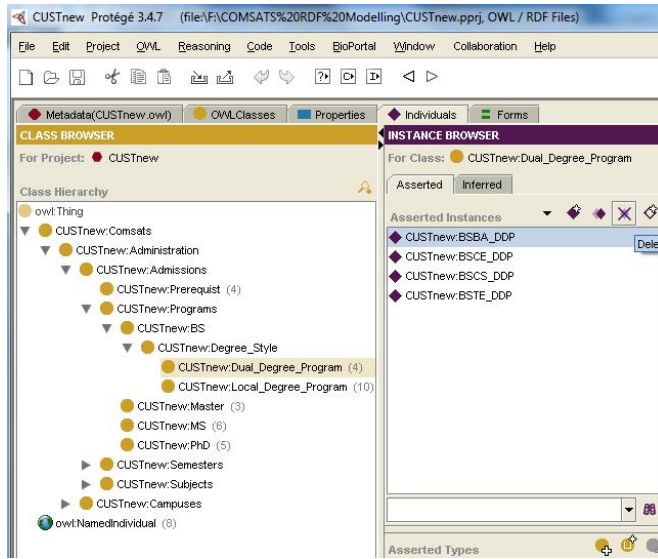 CUSTnew Protégé 3.4.7 (file:\F:\COMSATS%20RDF%20Modelling\CUSTnew.pprj, OWL / RDF Files)
File Edit Project OWL Reasoning Code Tools BioPortal Window Collaboration Help
Metadata(CUSTnew.owl) OWLClasses Properties Individuals Forms
CLASS BROWSER
For Project: CUSTnew
Class Hierarchy
owl:Thing
CUSTnew:Comsats
CUSTnew:Administration
CUSTnew:Admissions
CUSTnew:Prerequist (4)
CUSTnew:Programs
CUSTnew:BS
CUSTnew:Degree_Style
CUSTnew:Dual_Degree_Program (4)
CUSTnew:Local_Degree_Program (10)
CUSTnew:Master (3)
CUSTnew:MS (6)
CUSTnew:PhD (5)
CUSTnew:Semesters
CUSTnew:Subjects
CUSTnew:Campuses
owl:NamedIndividual (8)
INSTANCE BROWSER
For Class: CUSTnew:Dual_Degree_Program
Asserted Inferred
Asserted Instances
CUSTnew:BSBA_DDP
Dele
CUSTnew:BSCE_DDP
CUSTnew:BSCS_DDP
CUSTnew:BSTE_DDP
Asserted Types